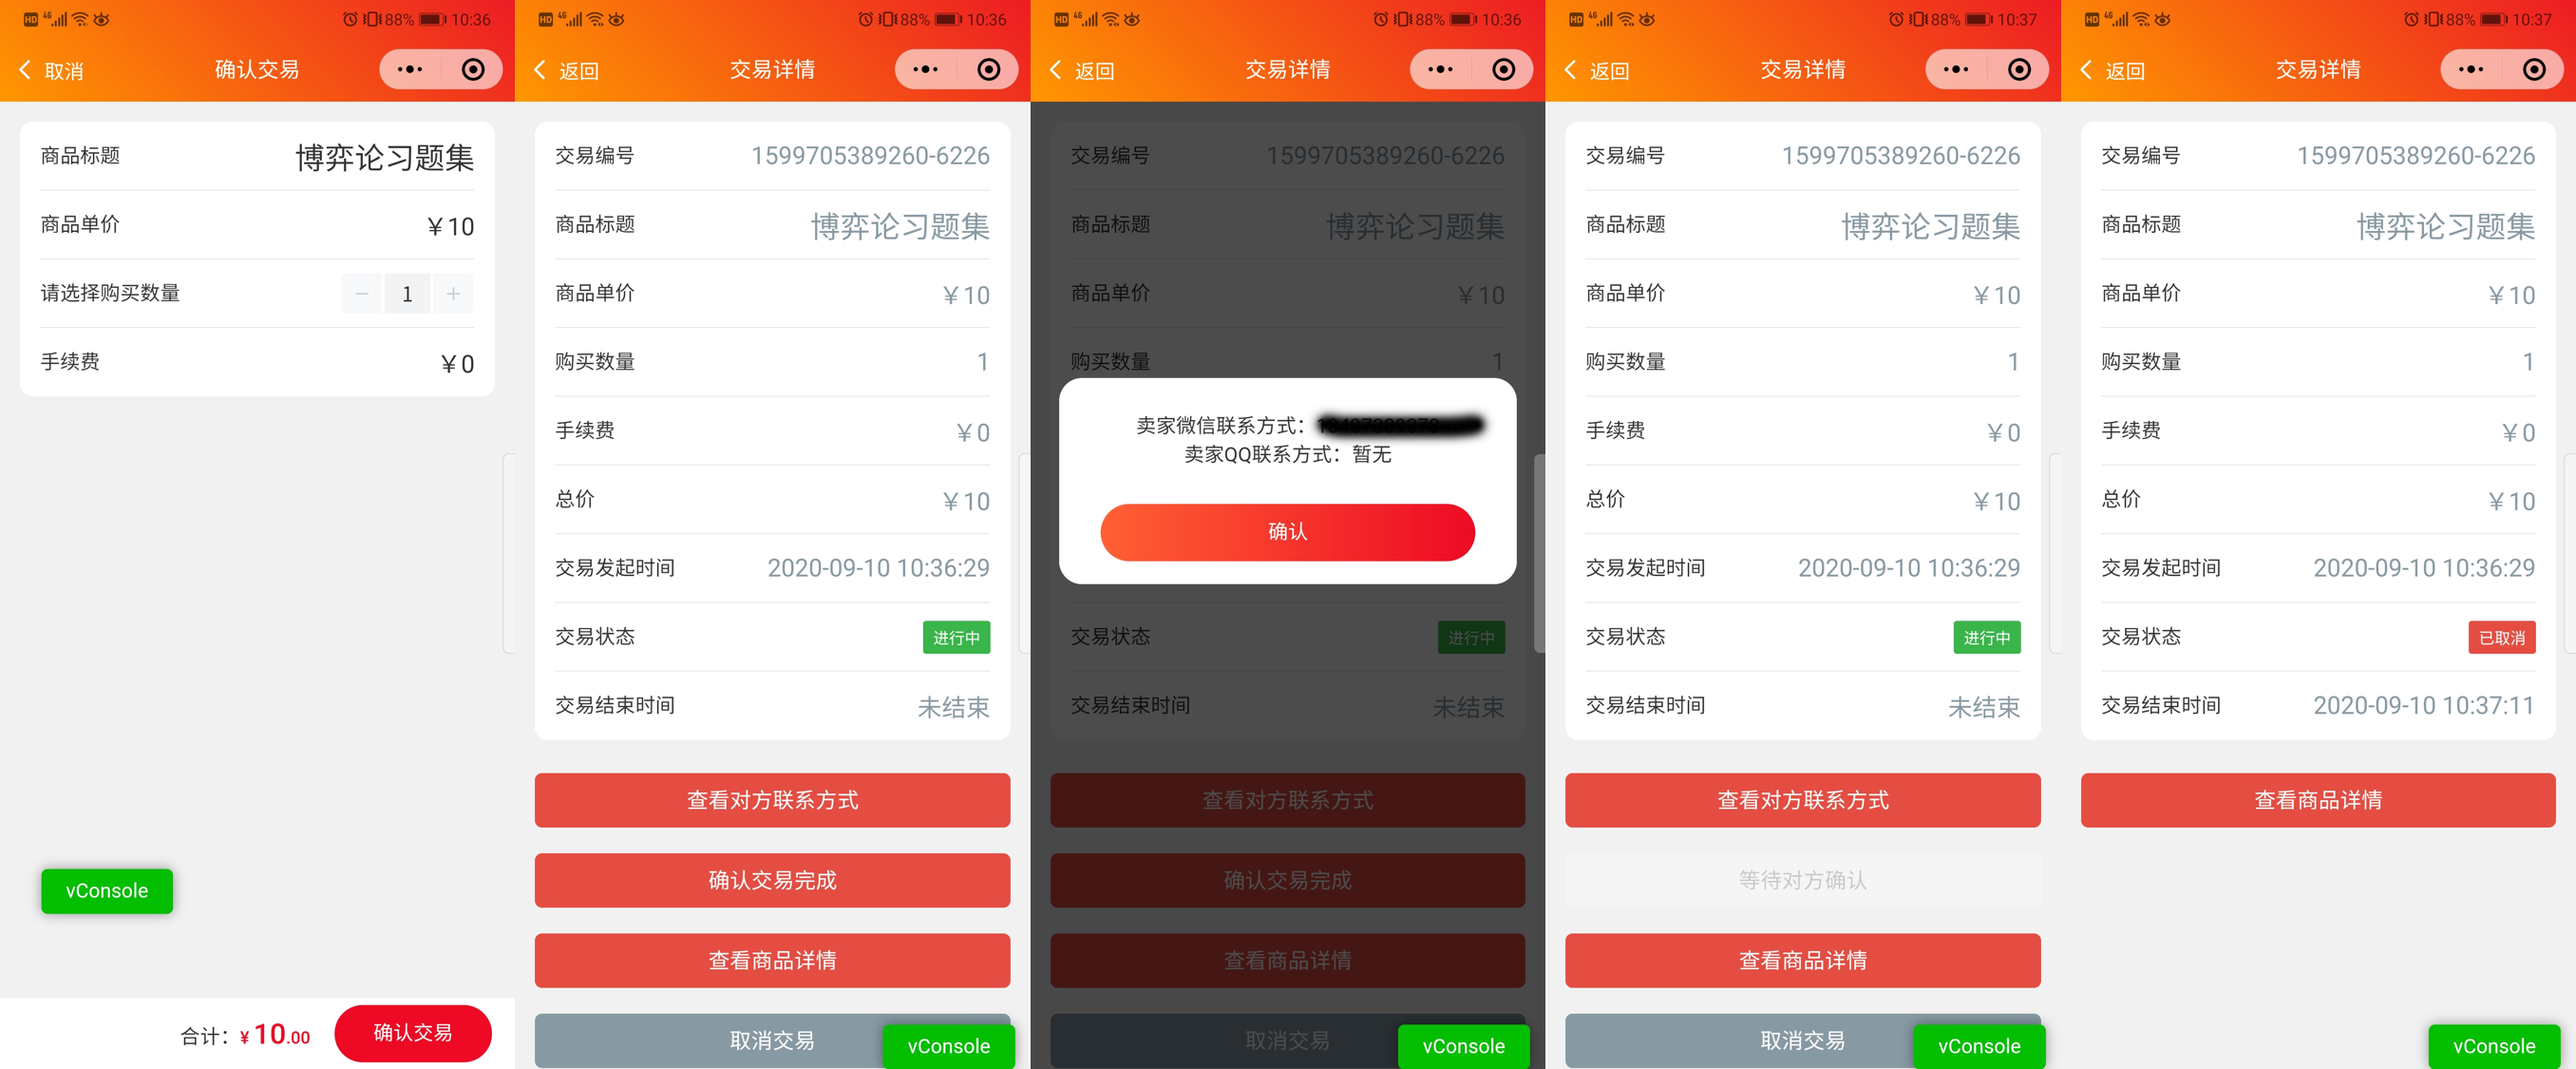 HD 4G 88% 10:36
取消
确认交易
商品标题 博弈论习题集
商品单价 ¥10
请选择购买数量 － 1 ＋
手续费 ¥0
vConsole
合计：¥10.00 确认交易
HD 4G 88% 10:36
返回
交易详情
交易编号 1599705389260-6226
商品标题 博弈论习题集
商品单价 ¥10
购买数量 1
手续费 ¥0
总价 ¥10
交易发起时间 2020-09-10 10:36:29
交易状态 进行中
交易结束时间 未结束
查看对方联系方式
确认交易完成
查看商品详情
取消交易
vConsole
HD 4G 88% 10:36
返回
交易详情
交易编号 1599705389260-6226
商品标题 博弈论习题集
商品单价 ¥10
购买数量 1
卖家微信联系方式：
卖家QQ联系方式：暂无
确认
交易状态 进行中
交易结束时间 未结束
查看对方联系方式
确认交易完成
查看商品详情
取消交易
vConsole
HD 4G 88% 10:37
返回
交易详情
交易编号 1599705389260-6226
商品标题 博弈论习题集
商品单价 ¥10
购买数量 1
手续费 ¥0
总价 ¥10
交易发起时间 2020-09-10 10:36:29
交易状态 进行中
交易结束时间 未结束
查看对方联系方式
等待对方确认
查看商品详情
取消交易
vConsole
HD 4G 88% 10:37
返回
交易详情
交易编号 1599705389260-6226
商品标题 博弈论习题集
商品单价 ¥10
购买数量 1
手续费 ¥0
总价 ¥10
交易发起时间 2020-09-10 10:36:29
交易状态 已取消
交易结束时间 2020-09-10 10:37:11
查看商品详情
vConsole